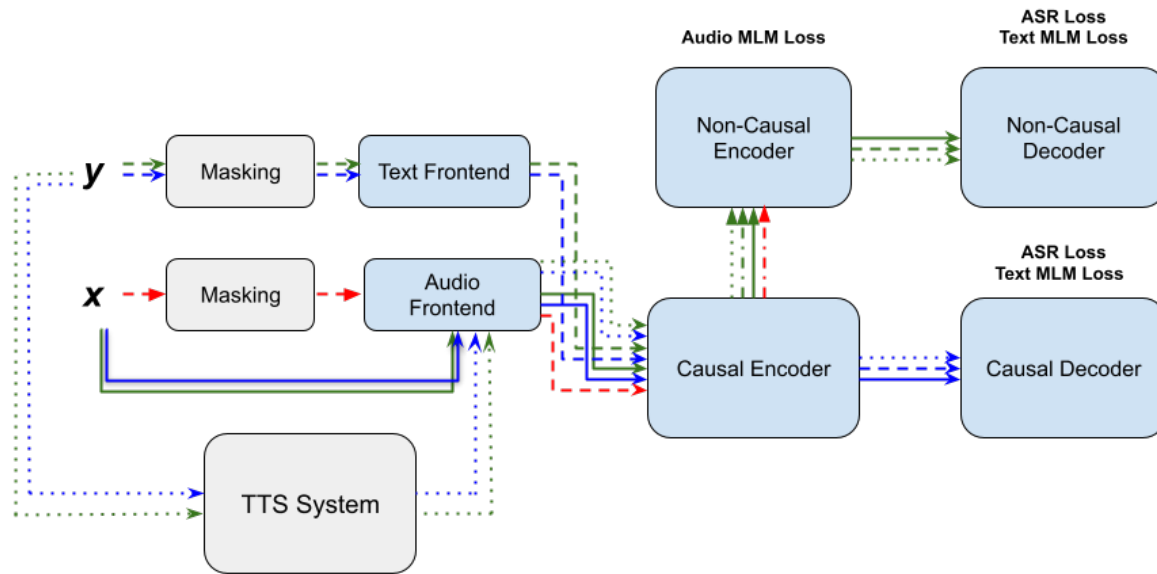 Audio MLM Loss
ASR Loss
Text MLM Loss
Non-Causal
Encoder
Non-Causal
Decoder
y
Masking
Text Frontend
x
Masking
Audio
Frontend
ASR Loss
Text MLM Loss
Causal Encoder
Causal Decoder
TTS System